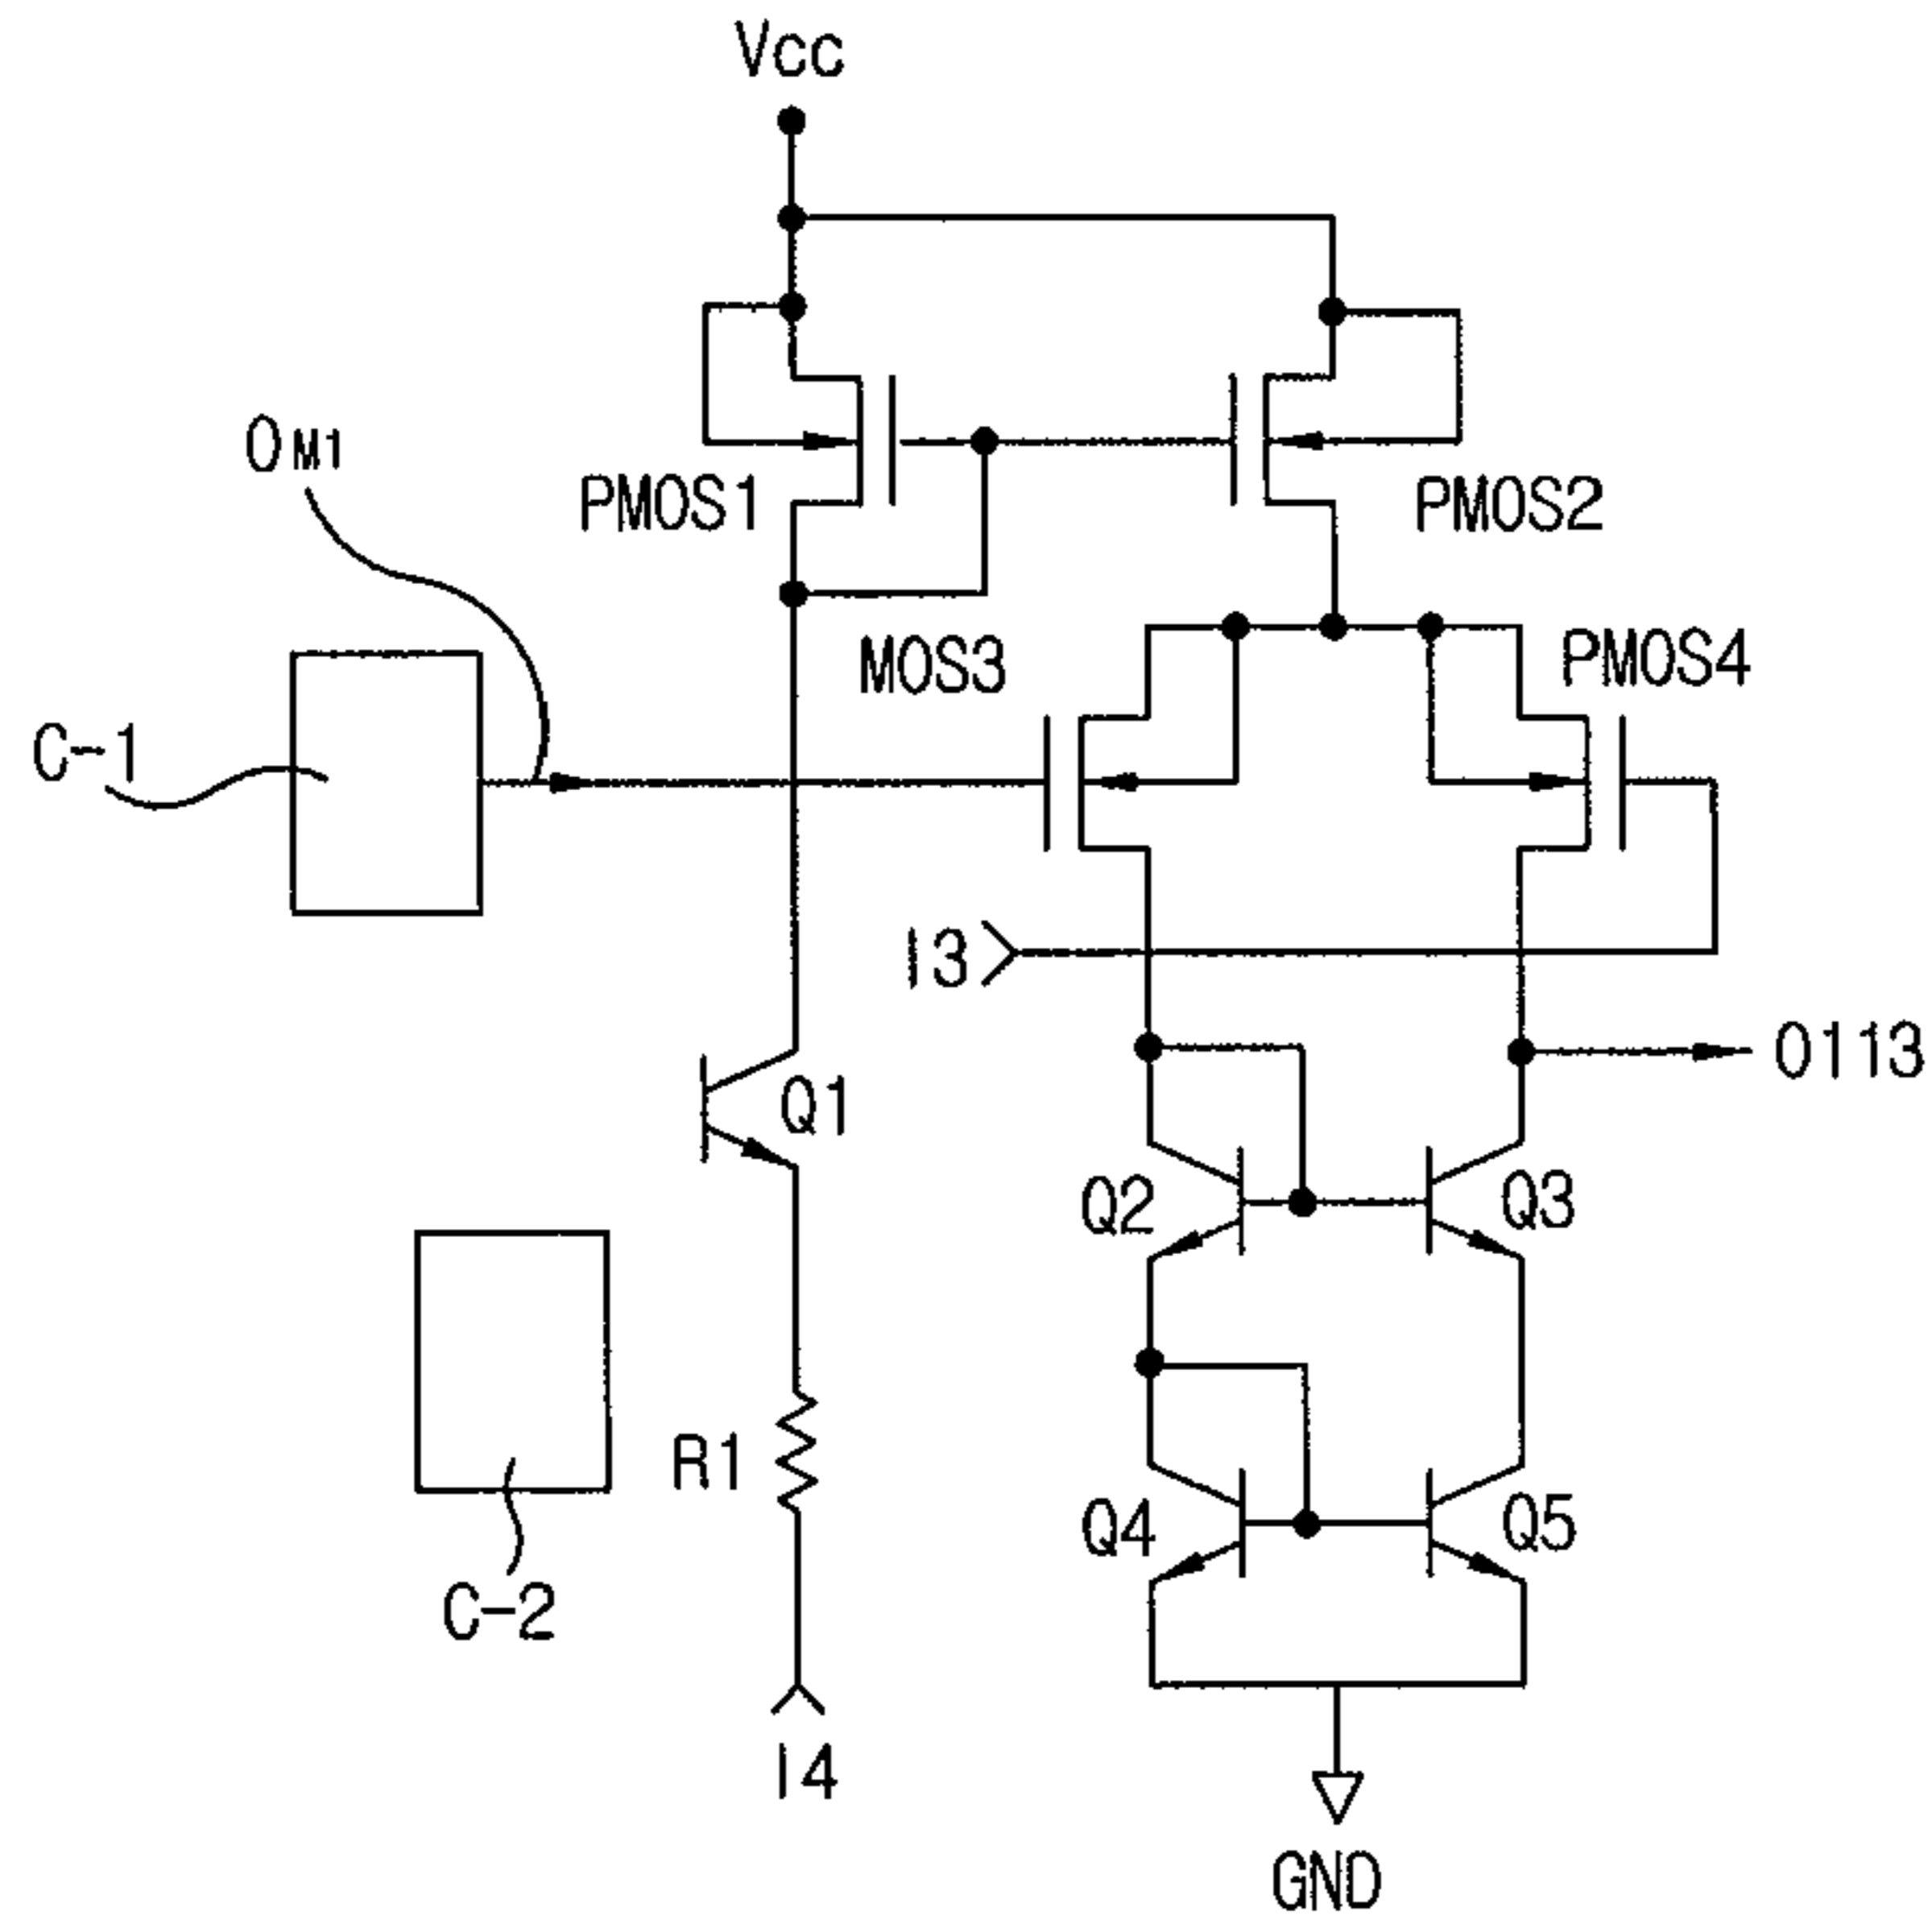 Vcc
OM1
PMOS1
PMOS2
MOS3
PMOS4
C-1
I3
O113
Q1
Q2
Q3
R1
Q4
Q5
C-2
I4
GND